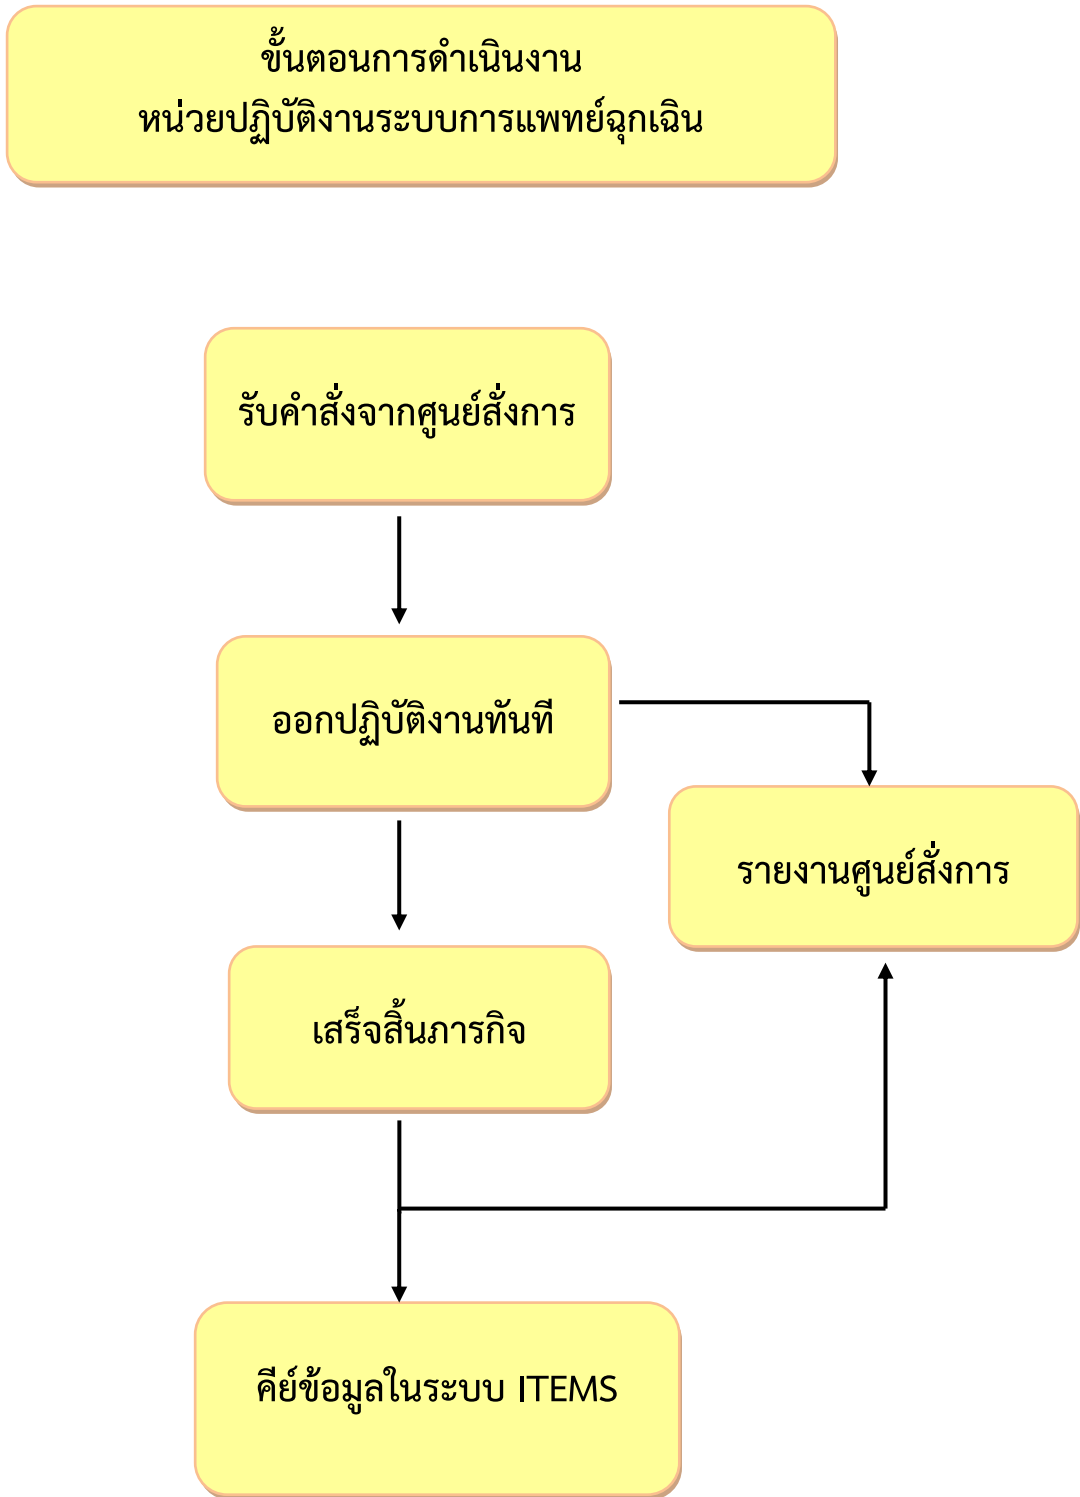 ขั้นตอนการดำเนินงาน
หน่วยปฏิบัติงานระบบการแพทย์ฉุกเฉิน
รับคำสั่งจากศูนย์สั่งการ
ออกปฏิบัติงานทันที
รายงานศูนย์สั่งการ
เสร็จสิ้นภารกิจ
คีย์ข้อมูลในระบบ ITEMS